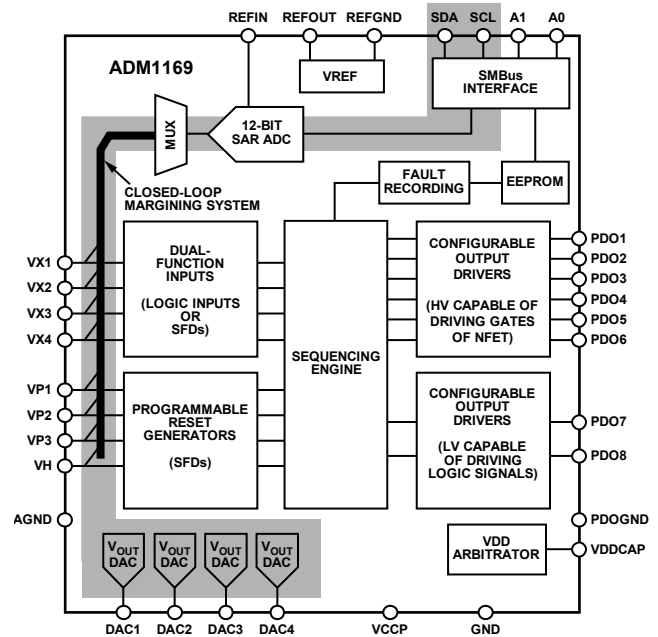 REFIN REFOUT REFGND SDA SCL A1 A0
ADM1169
VREF
SMBus
INTERFACE
MUX
12-BIT
SAR ADC
CLOSED-LOOP
MARGINING SYSTEM
FAULT
RECORDING
EEPROM
VX1
VX2
VX3
VX4
VP1
VP2
VP3
VH
AGND
DUAL-
FUNCTION
INPUTS
(LOGIC INPUTS
OR
SFDs)
PROGRAMMABLE
RESET
GENERATORS
(SFDs)
SEQUENCING
ENGINE
CONFIGURABLE
OUTPUT
DRIVERS
(HV CAPABLE OF
DRIVING GATES
OF NFET)
CONFIGURABLE
OUTPUT
DRIVERS
(LV CAPABLE
OF DRIVING
LOGIC SIGNALS)
PDO1
PDO2
PDO3
PDO4
PDO5
PDO6
PDO7
PDO8
PDOGND
VDDCAP
VDD
ARBITRATOR
VOUT
DAC
VOUT
DAC
VOUT
DAC
VOUT
DAC
DAC1 DAC2 DAC3 DAC4 VCCP GND